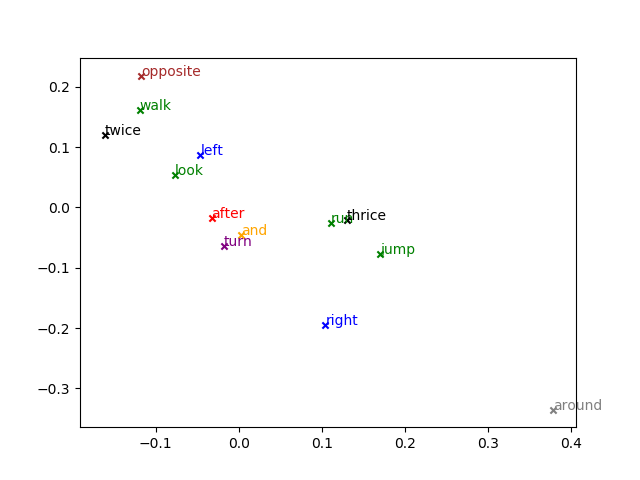 opposite
0.2
walk
twice
0.1
left
look
0.0
after
thrice
and
turn
−0.1
jump
−0.2
right
−0.3
around
−0.1 0.0 0.1 0.2 0.3 0.4